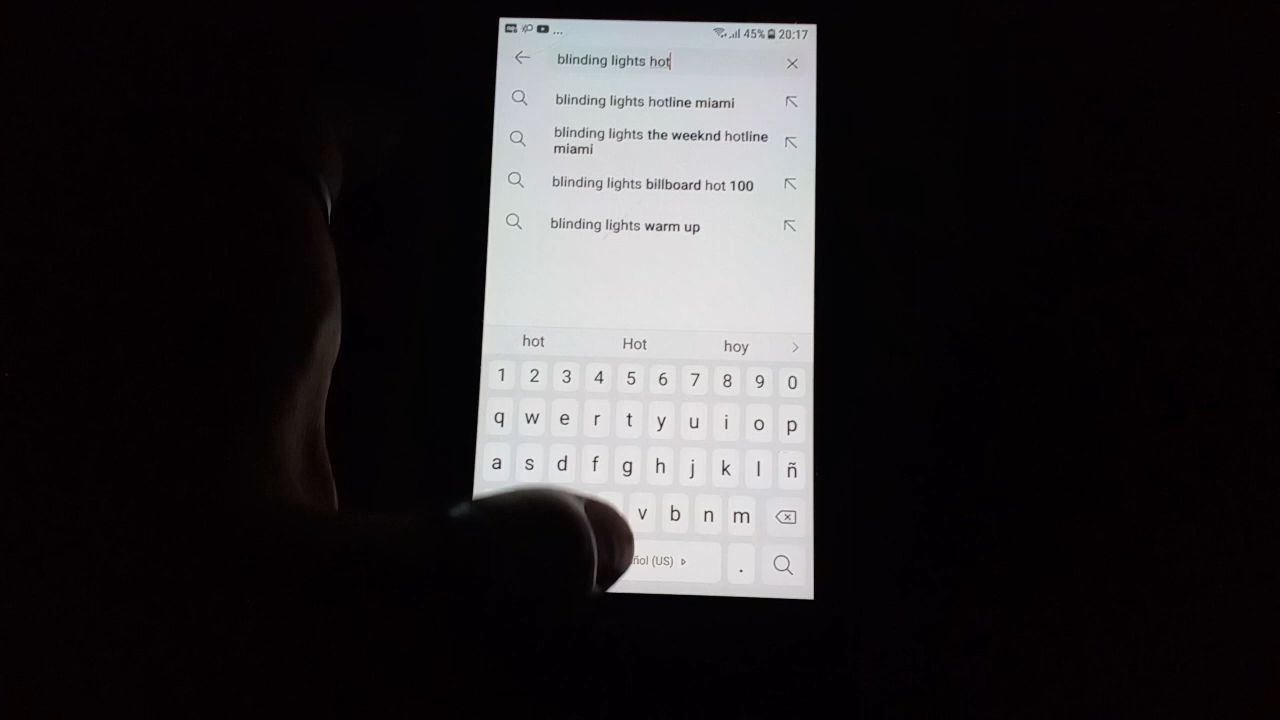 ... 45% 20:17
blinding lights hot
blinding lights hotline miami
blinding lights the weeknd hotline
miami
blinding lights billboard hot 100
blinding lights warm up
hot Hot hoy
1 2 3 4 5 6 7 8 9 0
q w e r t y u i o p
a s d f g h j k l ñ
v b n m
ñol (US) .